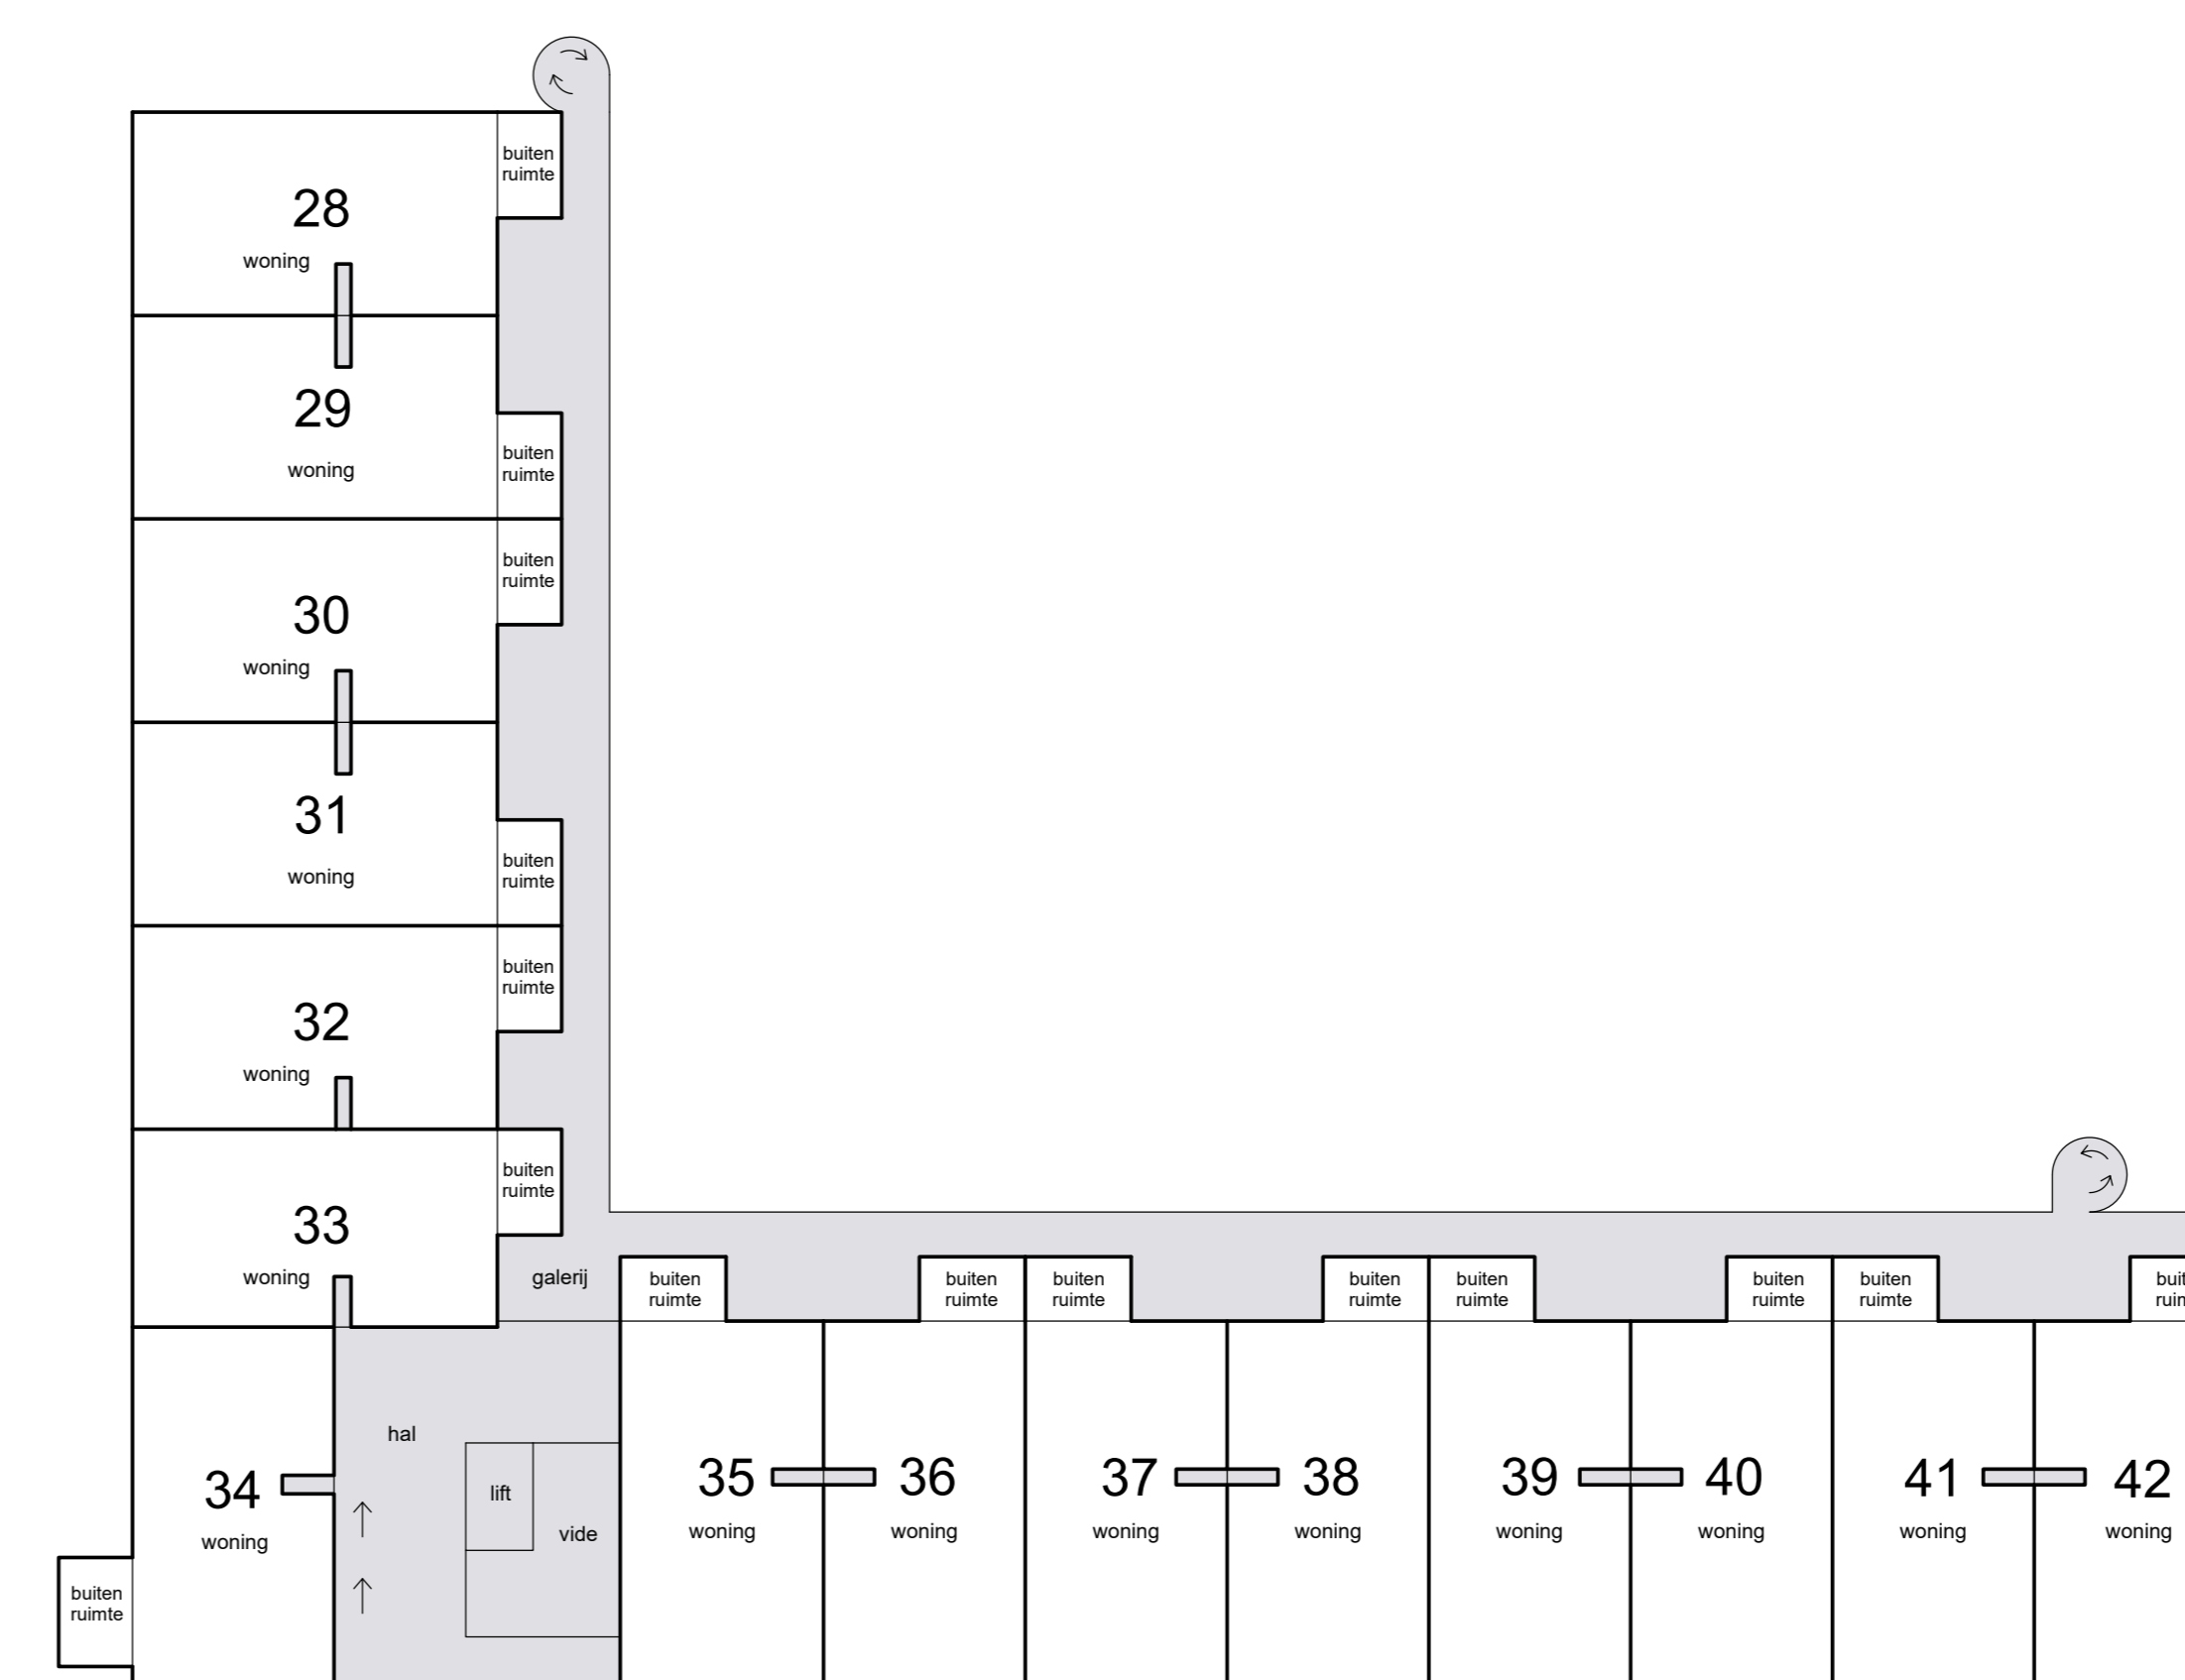 buiten
ruimte
28
woning
29
buiten
ruimte
woning
buiten
ruimte
30
woning
31
buiten
ruimte
woning
buiten
ruimte
32
woning
buiten
ruimte
33
woning
galerij
buiten
ruimte
buiten
ruimte
buiten
ruimte
buiten
ruimte
buiten
ruimte
buiten
ruimte
buiten
ruimte
hal
34
woning
lift
vide
35
woning
36
woning
37
woning
38
woning
39
woning
40
woning
41
woning
42
woning
buiten
ruimte